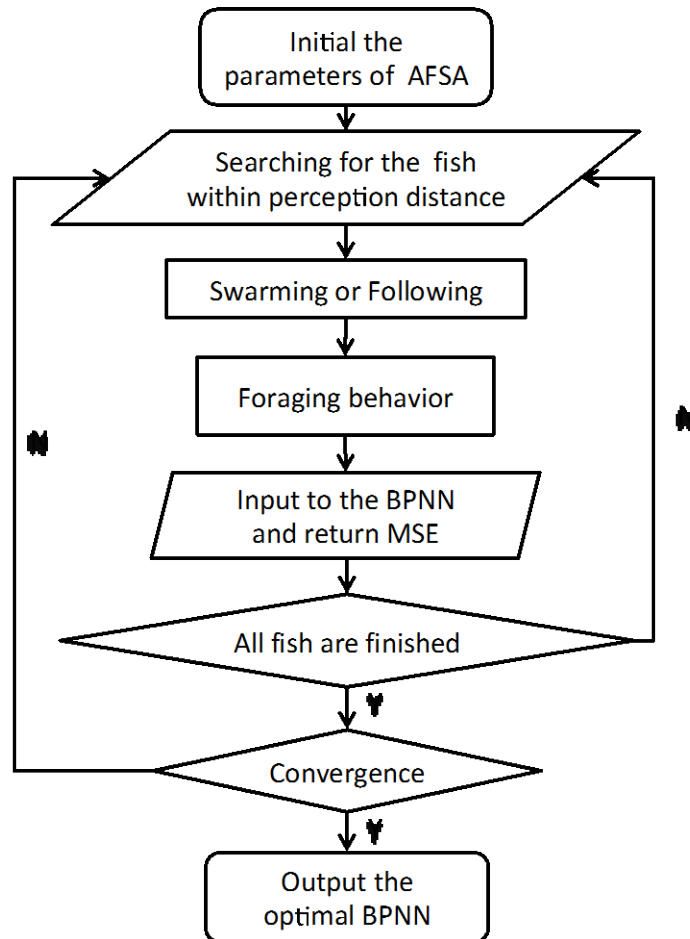 Initial the
parameters of AFSA
Searching for the fish
within perception distance
Swarming or Following
Foraging behavior
Input to the BPNN
and return MSE
All fish are finished
Y
Convergence
Y
Output the
optimal BPNN
N
N